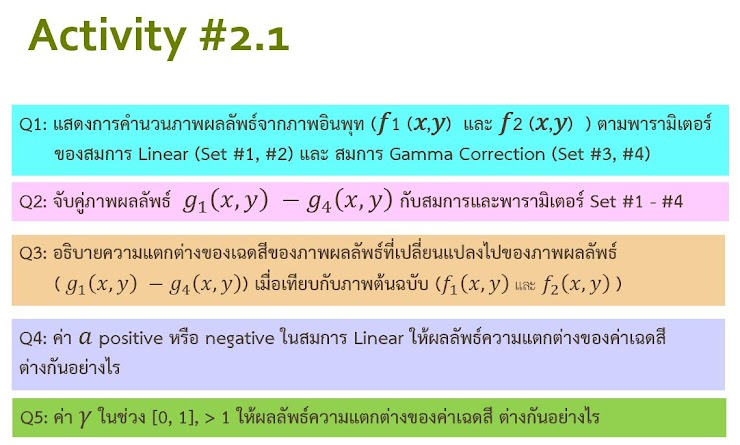 Activity #2.1
Q1: แสดงการคำนวนภาพผลลัพธ์จากภาพอินพุท (f1 (x,y) และ f2 (x,y) ) ตามพารามิเตอร์
ของสมการ Linear (Set #1, #2) และ สมการ Gamma Correction (Set #3, #4)
Q2: จับคู่ภาพผลลัพธ์ g₁(x, y) − g₄(x, y) กับสมการและพารามิเตอร์ Set #1 - #4
Q3: อธิบายความแตกต่างของเฉดสีของภาพผลลัพธ์ที่เปลี่ยนแปลงไปของภาพผลลัพธ์
( g₁(x, y) − g₄(x, y)) เมื่อเทียบกับภาพต้นฉบับ (f₁(x, y) และ f₂(x, y) )
Q4: ค่า a positive หรือ negative ในสมการ Linear ให้ผลลัพธ์ความแตกต่างของค่าเฉดสี
ต่างกันอย่างไร
Q5: ค่า γ ในช่วง [0, 1], > 1 ให้ผลลัพธ์ความแตกต่างของค่าเฉดสี ต่างกันอย่างไร